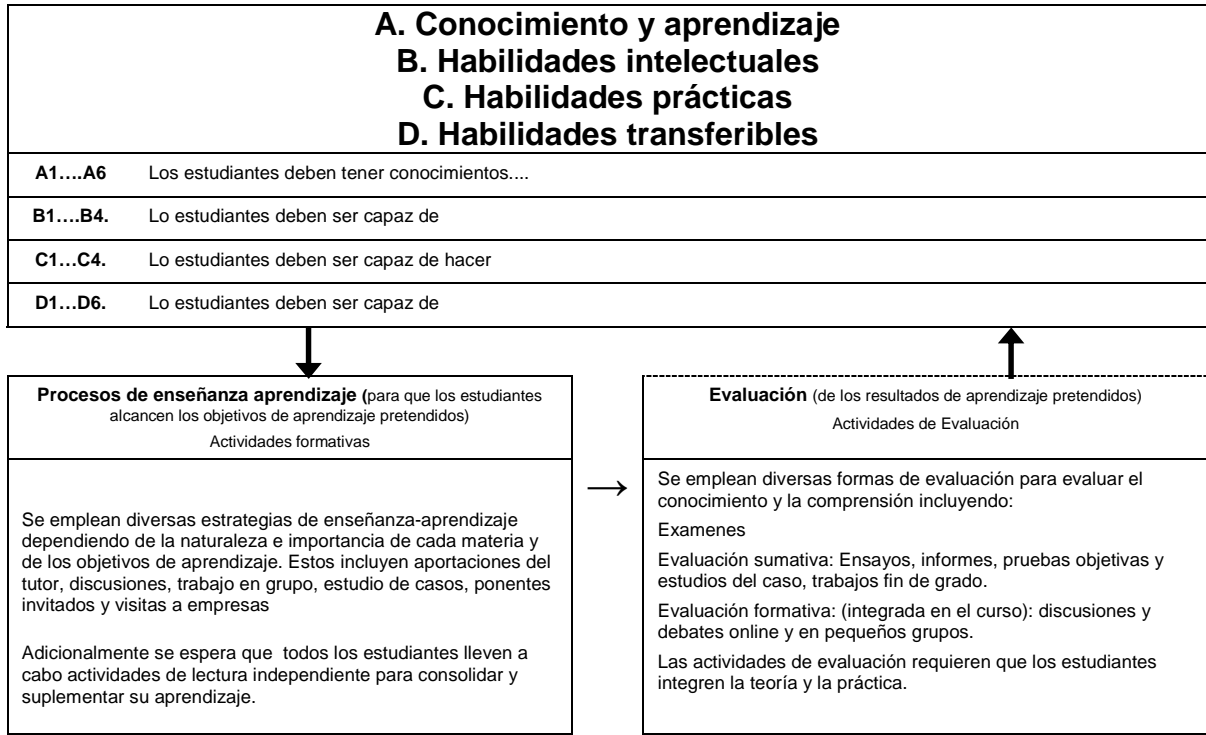 A. Conocimiento y aprendizaje
B. Habilidades intelectuales
C. Habilidades prácticas
D. Habilidades transferibles
A1….A6 Los estudiantes deben tener conocimientos....
B1….B4. Lo estudiantes deben ser capaz de
C1…C4. Lo estudiantes deben ser capaz de hacer
D1…D6. Lo estudiantes deben ser capaz de
Procesos de enseñanza aprendizaje (para que los estudiantes
alcancen los objetivos de aprendizaje pretendidos)
Actividades formativas
Se emplean diversas estrategias de enseñanza-aprendizaje
dependiendo de la naturaleza e importancia de cada materia y
de los objetivos de aprendizaje. Estos incluyen aportaciones del
tutor, discusiones, trabajo en grupo, estudio de casos, ponentes
invitados y visitas a empresas
Adicionalmente se espera que todos los estudiantes lleven a
cabo actividades de lectura independiente para consolidar y
suplementar su aprendizaje.
→
Evaluación (de los resultados de aprendizaje pretendidos)
Actividades de Evaluación
Se emplean diversas formas de evaluación para evaluar el
conocimiento y la comprensión incluyendo:
Examenes
Evaluación sumativa: Ensayos, informes, pruebas objetivas y
estudios del caso, trabajos fin de grado.
Evaluación formativa: (integrada en el curso): discusiones y
debates online y en pequeños grupos.
Las actividades de evaluación requieren que los estudiantes
integren la teoría y la práctica.